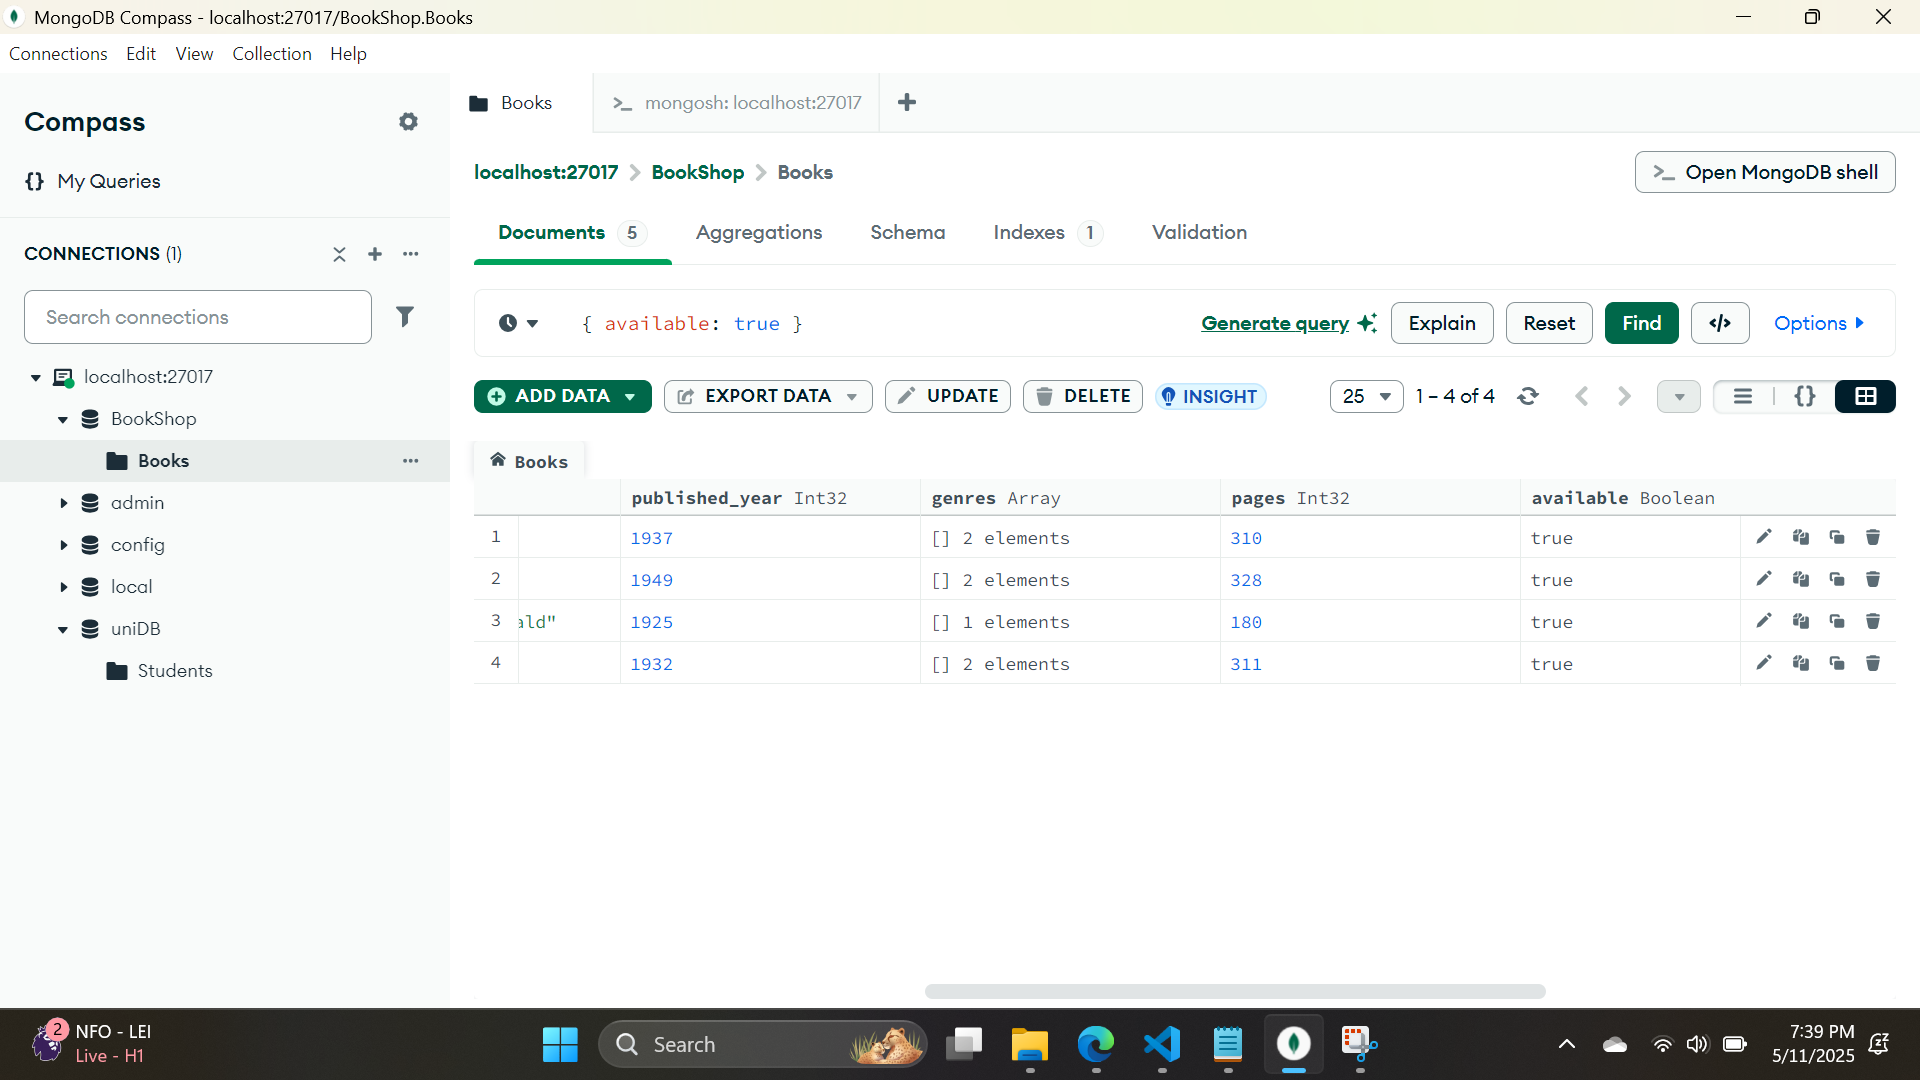 MongoDB Compass - localhost:27017/BookShop.Books
Connections Edit View Collection Help
Compass
My Queries
CONNECTIONS (1)
Search connections
localhost:27017
BookShop
Books
admin
config
local
uniDB
Students
Books
mongosh: localhost:27017
localhost:27017 > BookShop > Books
Open MongoDB shell
Documents 5 Aggregations Schema Indexes 1 Validation
{ available: true }
Generate query Explain Reset Find </> Options
ADD DATA EXPORT DATA UPDATE DELETE INSIGHT 25 1 – 4 of 4 {}
Books
published_year Int32 genres Array pages Int32 available Boolean
1 1937 [] 2 elements 310 true
2 1949 [] 2 elements 328 true
3 ald" 1925 [] 1 elements 180 true
4 1932 [] 2 elements 311 true
2 NFO - LEI
Live - H1
Search
7:39 PM
5/11/2025